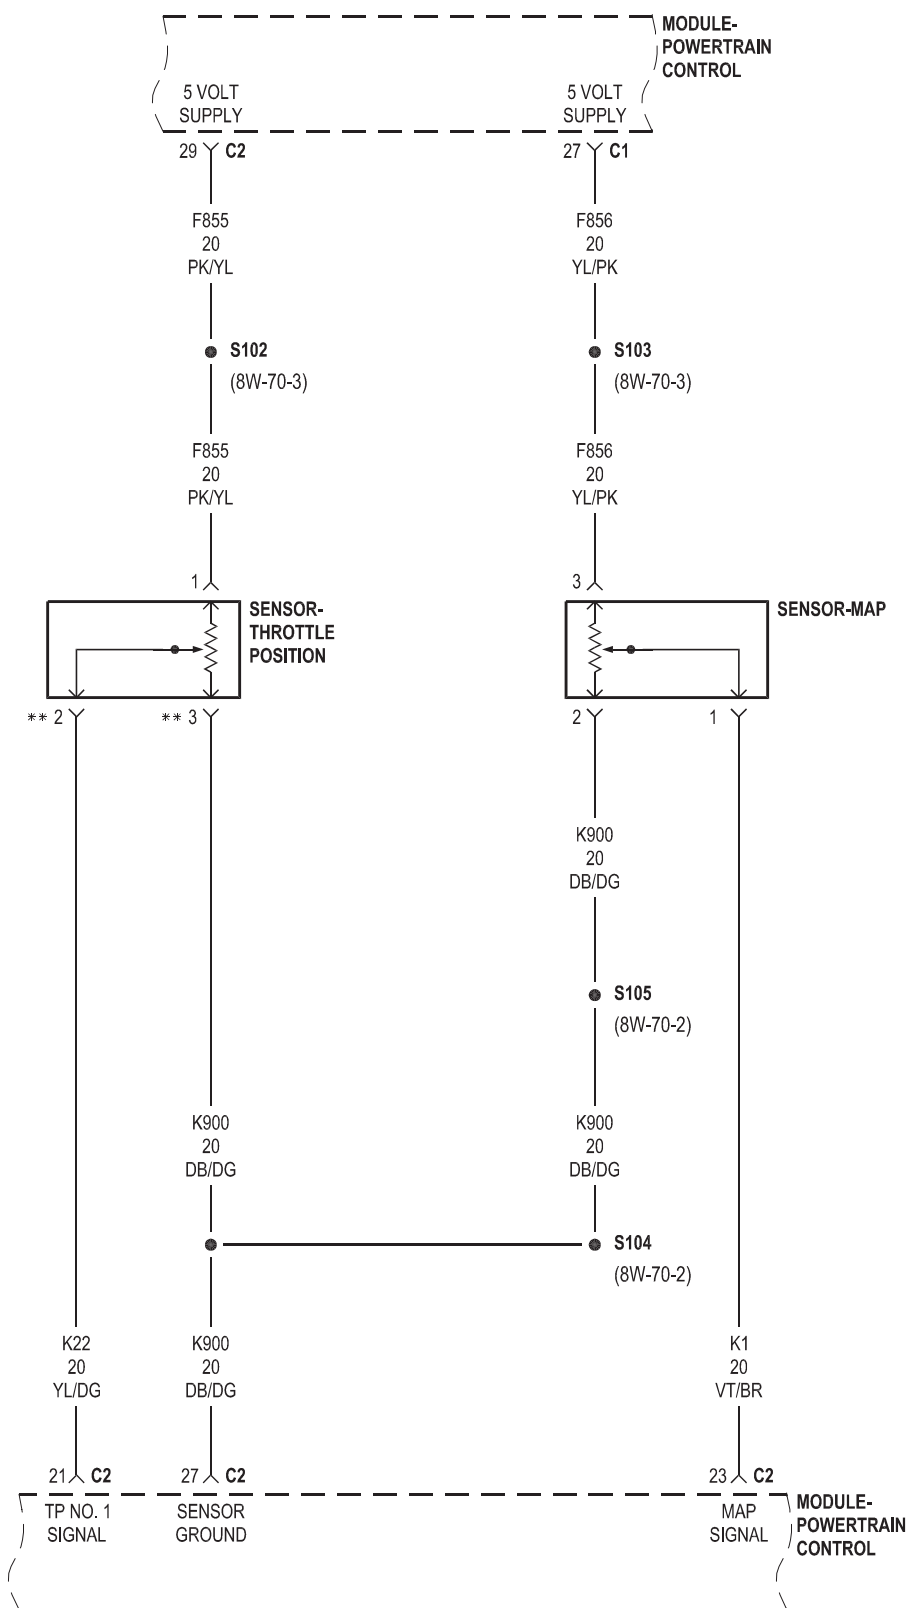 MODULE-
POWERTRAIN
CONTROL
5 VOLT
SUPPLY
5 VOLT
SUPPLY
29 C2
27 C1
F855
20
PK/YL
F856
20
YL/PK
S102
(8W-70-3)
S103
(8W-70-3)
F855
20
PK/YL
F856
20
YL/PK
1
3
SENSOR-
THROTTLE
POSITION
SENSOR-MAP
** 2
** 3
2
1
K900
20
DB/DG
S105
(8W-70-2)
K900
20
DB/DG
K900
20
DB/DG
S104
(8W-70-2)
K22
20
YL/DG
K900
20
DB/DG
K1
20
VT/BR
21 C2
27 C2
23 C2
TP NO. 1
SIGNAL
SENSOR
GROUND
MAP
SIGNAL
MODULE-
POWERTRAIN
CONTROL